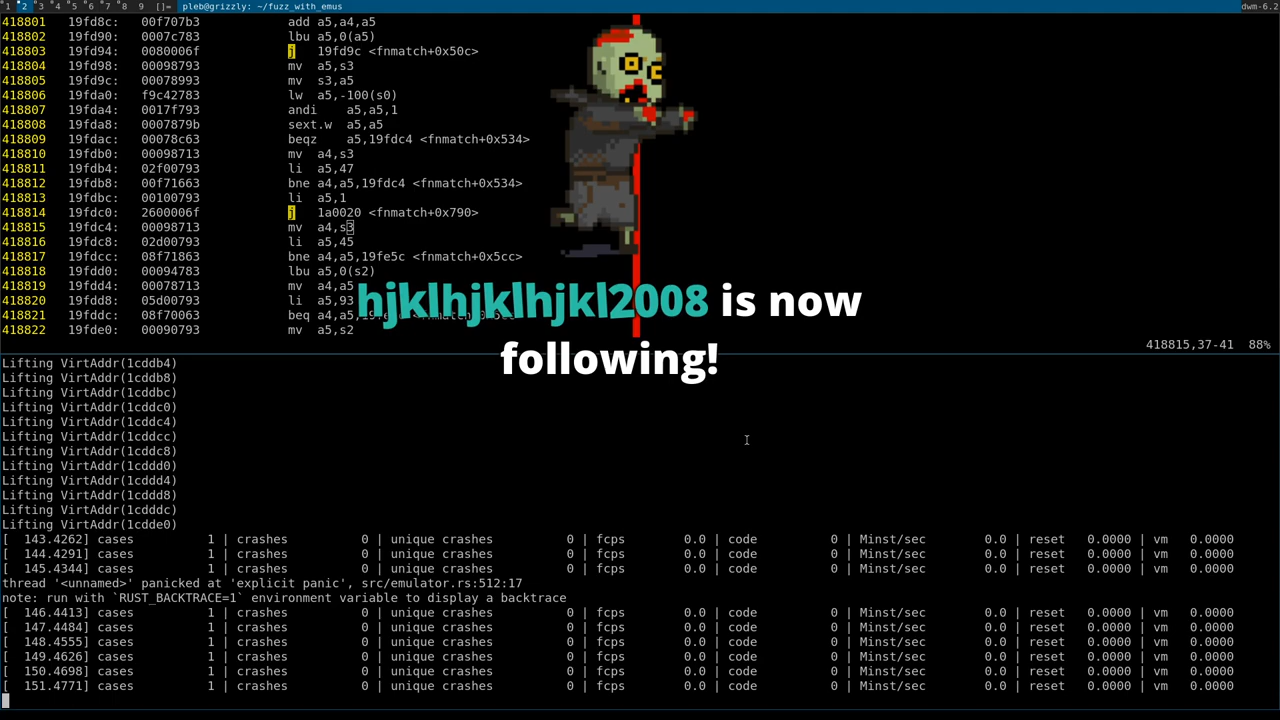 1 2 3 4 5 6 7 8 9 []= pleb@grizzly: ~/fuzz_with_emus dwm-6.2
418801 19fd8c: 00f707b3 add a5,a4,a5
418802 19fd90: 0007c783 lbu a5,0(a5)
418803 19fd94: 0080006f j 19fd9c <fnmatch+0x50c>
418804 19fd98: 00098793 mv a5,s3
418805 19fd9c: 00078993 mv s3,a5
418806 19fda0: f9c42783 lw a5,-100(s0)
418807 19fda4: 0017f793 andi a5,a5,1
418808 19fda8: 0007879b sext.w a5,a5
418809 19fdac: 00078c63 beqz a5,19fdc4 <fnmatch+0x534>
418810 19fdb0: 00098713 mv a4,s3
418811 19fdb4: 02f00793 li a5,47
418812 19fdb8: 00f71663 bne a4,a5,19fdc4 <fnmatch+0x534>
418813 19fdbc: 00100793 li a5,1
418814 19fdc0: 2600006f j 1a0020 <fnmatch+0x790>
418815 19fdc4: 00098713 mv a4,s3
418816 19fdc8: 02d00793 li a5,45
418817 19fdcc: 08f71863 bne a4,a5,19fe5c <fnmatch+0x5cc>
418818 19fdd0: 00094783 lbu a5,0(s2)
418819 19fdd4: 00078713 mv a4,a5
418820 19fdd8: 05d00793 li a5,93
418821 19fddc: 08f70063 beq a4,a5
418822 19fde0: 00090793 mv a5,s2
hjklhjklhjkl2008 is now
following!
418815,37-41 88%
Lifting VirtAddr(1cddb4)
Lifting VirtAddr(1cddb8)
Lifting VirtAddr(1cddbc)
Lifting VirtAddr(1cddc0)
Lifting VirtAddr(1cddc4)
Lifting VirtAddr(1cddcc)
Lifting VirtAddr(1cddc8)
Lifting VirtAddr(1cddd0)
Lifting VirtAddr(1cddd4)
Lifting VirtAddr(1cddd8)
Lifting VirtAddr(1cdddc)
Lifting VirtAddr(1cdde0)
[ 143.4262] cases 1 | crashes 0 | unique crashes 0 | fcps 0.0 | code 0 | Minst/sec 0.0 | reset 0.0000 | vm 0.0000
[ 144.4291] cases 1 | crashes 0 | unique crashes 0 | fcps 0.0 | code 0 | Minst/sec 0.0 | reset 0.0000 | vm 0.0000
[ 145.4344] cases 1 | crashes 0 | unique crashes 0 | fcps 0.0 | code 0 | Minst/sec 0.0 | reset 0.0000 | vm 0.0000
thread '<unnamed>' panicked at 'explicit panic', src/emulator.rs:512:17
note: run with `RUST_BACKTRACE=1` environment variable to display a backtrace
[ 146.4413] cases 1 | crashes 0 | unique crashes 0 | fcps 0.0 | code 0 | Minst/sec 0.0 | reset 0.0000 | vm 0.0000
[ 147.4484] cases 1 | crashes 0 | unique crashes 0 | fcps 0.0 | code 0 | Minst/sec 0.0 | reset 0.0000 | vm 0.0000
[ 148.4555] cases 1 | crashes 0 | unique crashes 0 | fcps 0.0 | code 0 | Minst/sec 0.0 | reset 0.0000 | vm 0.0000
[ 149.4626] cases 1 | crashes 0 | unique crashes 0 | fcps 0.0 | code 0 | Minst/sec 0.0 | reset 0.0000 | vm 0.0000
[ 150.4698] cases 1 | crashes 0 | unique crashes 0 | fcps 0.0 | code 0 | Minst/sec 0.0 | reset 0.0000 | vm 0.0000
[ 151.4771] cases 1 | crashes 0 | unique crashes 0 | fcps 0.0 | code 0 | Minst/sec 0.0 | reset 0.0000 | vm 0.0000